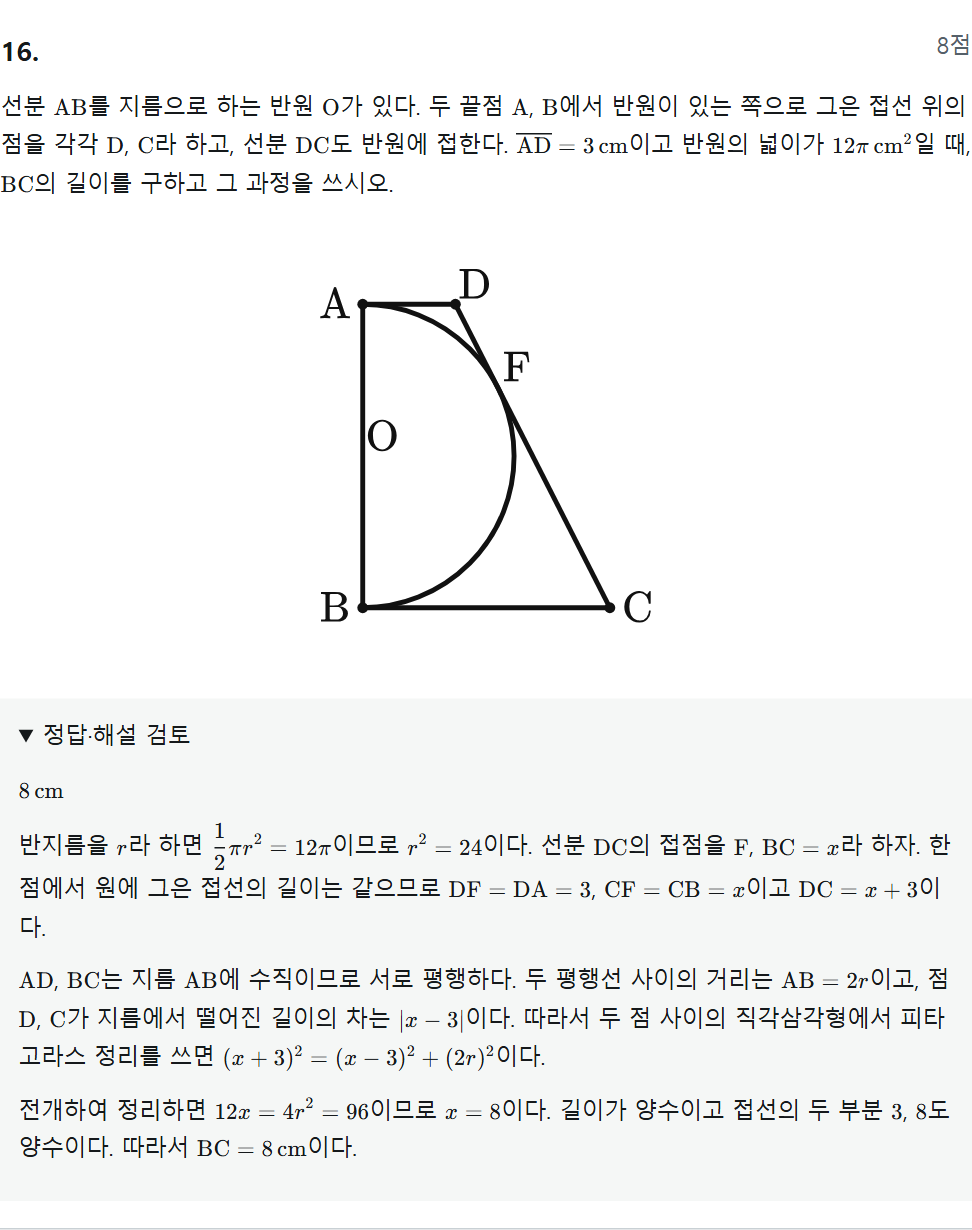 16.
8점
선분 AB를 지름으로 하는 반원 O가 있다. 두 끝점 A, B에서 반원이 있는 쪽으로 그은 접선 위의
점을 각각 D, C라 하고, 선분 DC도 반원에 접한다. \overline{AD} = 3 cm이고 반원의 넓이가 12π cm²일 때,
BC의 길이를 구하고 그 과정을 쓰시오.
A
D
F
O
B
C
▼ 정답·해설 검토
8 cm
반지름을 r라 하면 \frac{1}{2}πr² = 12π이므로 r² = 24이다. 선분 DC의 접점을 F, BC = x라 하자. 한
점에서 원에 그은 접선의 길이는 같으므로 DF = DA = 3, CF = CB = x이고 DC = x + 3이
다.
AD, BC는 지름 AB에 수직이므로 서로 평행하다. 두 평행선 사이의 거리는 AB = 2r이고, 점
D, C가 지름에서 떨어진 길이의 차는 |x − 3|이다. 따라서 두 점 사이의 직각삼각형에서 피타
고라스 정리를 쓰면 (x + 3)² = (x − 3)² + (2r)²이다.
전개하여 정리하면 12x = 4r² = 96이므로 x = 8이다. 길이가 양수이고 접선의 두 부분 3, 8도
양수이다. 따라서 BC = 8 cm이다.